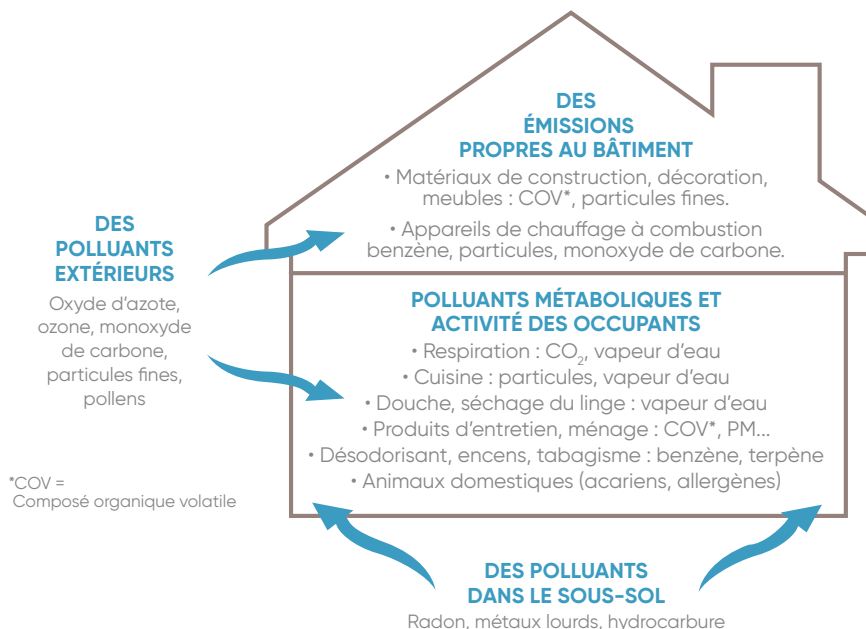 DES
ÉMISSIONS
PROPRES AU BÂTIMENT
• Matériaux de construction, décoration,
meubles : COV*, particules fines.
• Appareils de chauffage à combustion
benzène, particules, monoxyde de carbone.
DES
POLLUANTS
EXTÉRIEURS
Oxyde d’azote,
ozone, monoxyde
de carbone,
particules fines,
pollens
POLLUANTS MÉTABOLIQUES ET
ACTIVITÉ DES OCCUPANTS
• Respiration : CO₂, vapeur d’eau
• Cuisine : particules, vapeur d’eau
• Douche, séchage du linge : vapeur d’eau
• Produits d’entretien, ménage : COV*, PM...
• Désodorisant, encens, tabagisme : benzène, terpène
• Animaux domestiques (acariens, allergènes)
*COV =
Composé organique volatile
DES POLLUANTS
DANS LE SOUS-SOL
Radon, métaux lourds, hydrocarbure